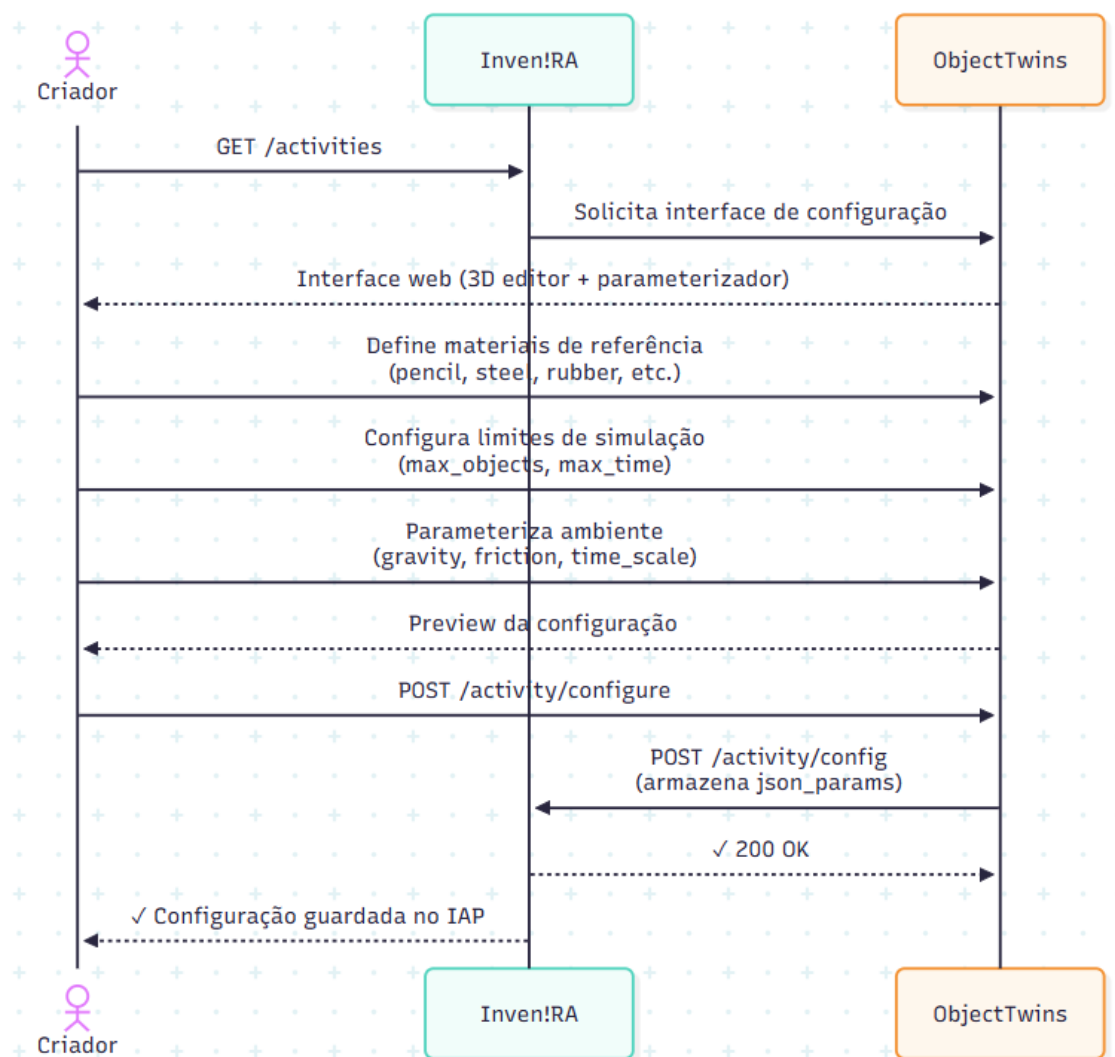 Criador
Inven!RA
ObjectTwins
GET /activities
Solicita interface de configuração
Interface web (3D editor + parameterizador)
Define materiais de referência
(pencil, steel, rubber, etc.)
Configura limites de simulação
(max_objects, max_time)
Parameteriza ambiente
(gravity, friction, time_scale)
Preview da configuração
POST /activity/configure
POST /activity/config
(armazena json_params)
✓ 200 OK
✓ Configuração guardada no IAP
Criador
Inven!RA
ObjectTwins